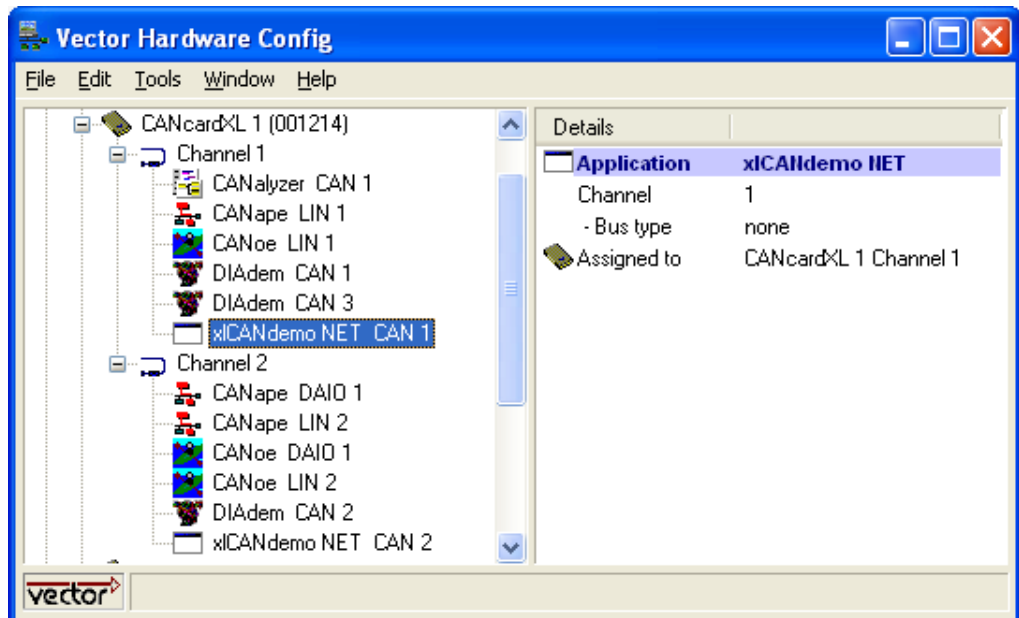 Vector Hardware Config
File Edit Tools Window Help
CANcardXL 1 (001214)
Channel 1
CANalyzer CAN 1
CANape LIN 1
CANoe LIN 1
DIAdem CAN 1
DIAdem CAN 3
xlCANdemo NET CAN 1
Channel 2
CANape DAIO 1
CANape LIN 2
CANoe DAIO 1
CANoe LIN 2
DIAdem CAN 2
xlCANdemo NET CAN 2
Details
Application xlCANdemo NET
Channel 1
- Bus type none
Assigned to CANcardXL 1 Channel 1
vector